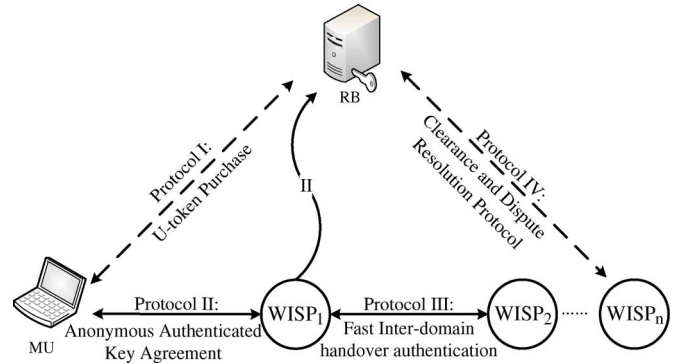 RB
Protocol I:
U-token Purchase
Protocol IV:
Clearance and Dispute
Resolution Protocol
II
MU
Protocol II:
Anonymous Authenticated
Key Agreement
WISP1
Protocol III:
Fast Inter-domain
handover authentication
WISP2
......
WISPn